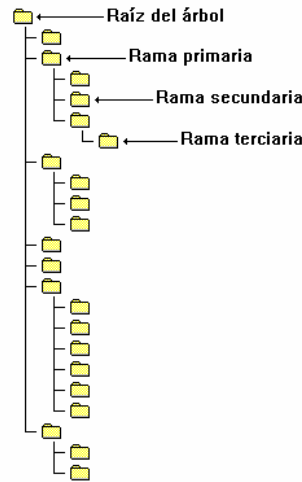 Raíz del árbol
Rama primaria
Rama secundaria
Rama terciaria